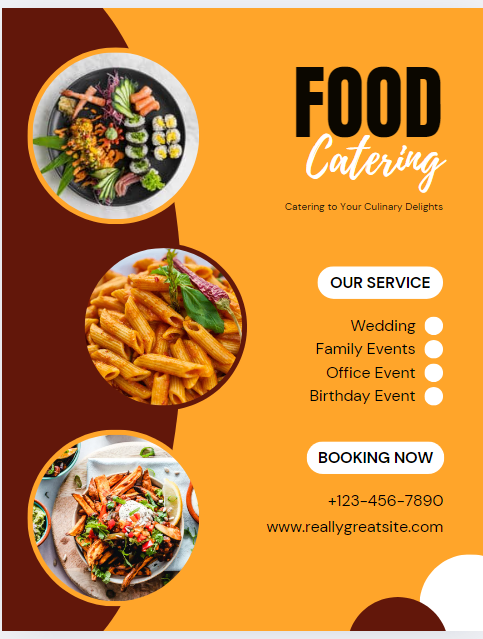 FOOD
Catering
Catering to Your Culinary Delights
OUR SERVICE
Wedding
Family Events
Office Event
Birthday Event
BOOKING NOW
+123-456-7890
www.reallygreatsite.com